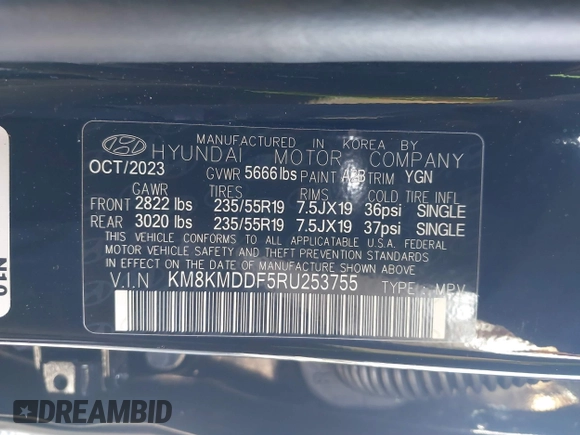 MANUFACTURED IN KOREA BY
HYUNDAI MOTOR COMPANY
OCT/2023 GVWR 5666lbs PAINT A2B TRIM YGN
GAWR TIRES RIMS COLD TIRE INFL
FRONT 2822 lbs 235/55R19 7.5JX19 36psi SINGLE
REAR 3020 lbs 235/55R19 7.5JX19 37psi SINGLE
THIS VEHICLE CONFORMS TO ALL APPLICATABLE U.S.A. FEDERAL
MOTOR VEHICLE SAFETY, BUMPER, AND THEFT PREVENTION STANDARDS
IN EFFECT ON THE DATE OF MANUFACTURE SHOWN ABOVE.
V.I.N KM8KMDDF5RU253755 TYPE : MPV
DREAMBID